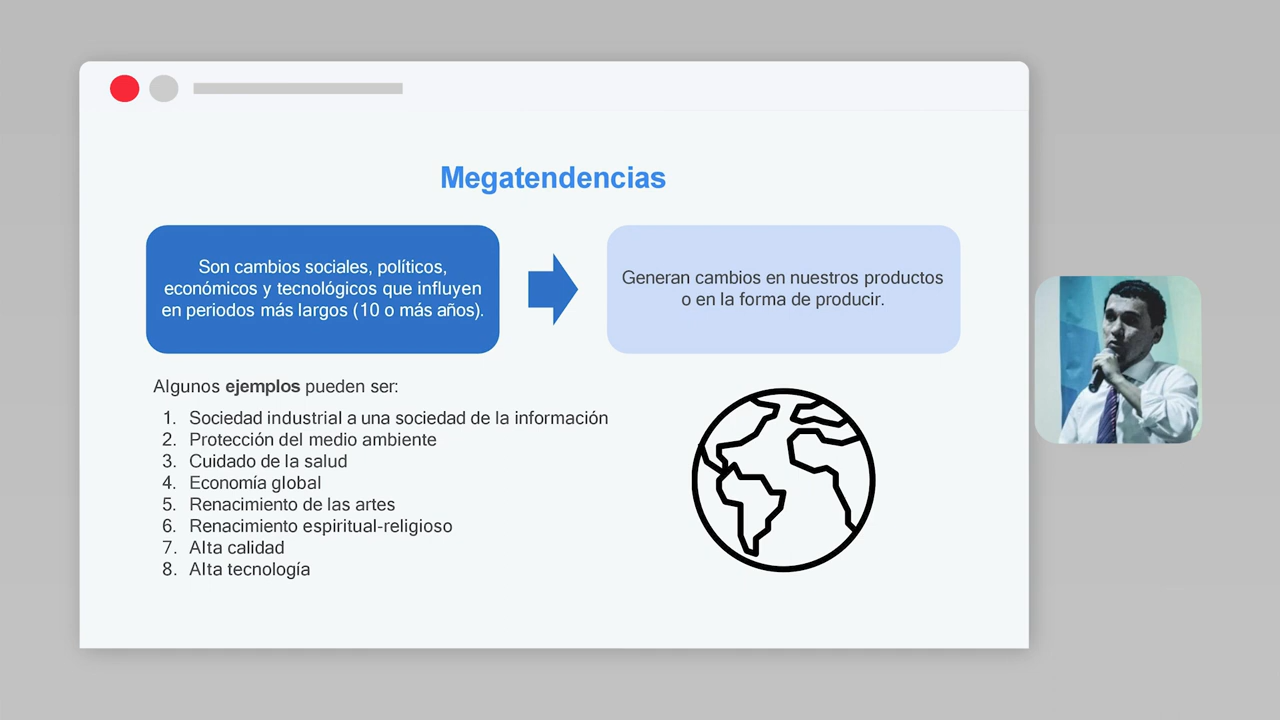 Megatendencias
Son cambios sociales, políticos,
económicos y tecnológicos que influyen
en periodos más largos (10 o más años).
Generan cambios en nuestros productos
o en la forma de producir.
Algunos ejemplos pueden ser:
1. Sociedad industrial a una sociedad de la información
2. Protección del medio ambiente
3. Cuidado de la salud
4. Economía global
5. Renacimiento de las artes
6. Renacimiento espiritual-religioso
7. Alta calidad
8. Alta tecnología